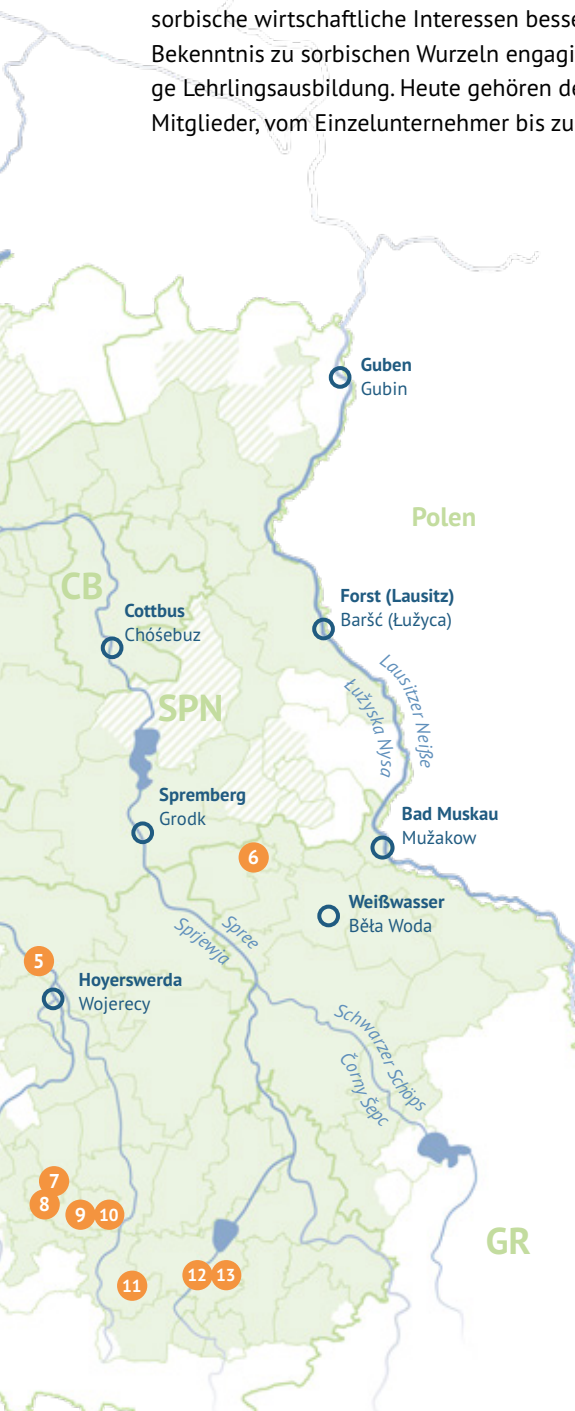 sorbische wirtschaftliche Interessen besse
Bekenntnis zu sorbischen Wurzeln engagi
ge Lehrlingsausbildung. Heute gehören de
Mitglieder, vom Einzelunternehmer bis zu
Guben
Gubin
Polen
CB
Cottbus
Chóśebuz
Forst (Lausitz)
Baršć (Łužyca)
Lausitzer Neiße
Łužyska Nysa
SPN
Spremberg
Grodk
Bad Muskau
Mužakow
6
Weißwasser
Běła Woda
Spree
Sprjewja
5
Hoyerswerda
Wojerecy
Schwarzer Schöps
Čorny Šepc
7
8
9
10
GR
11
12
13